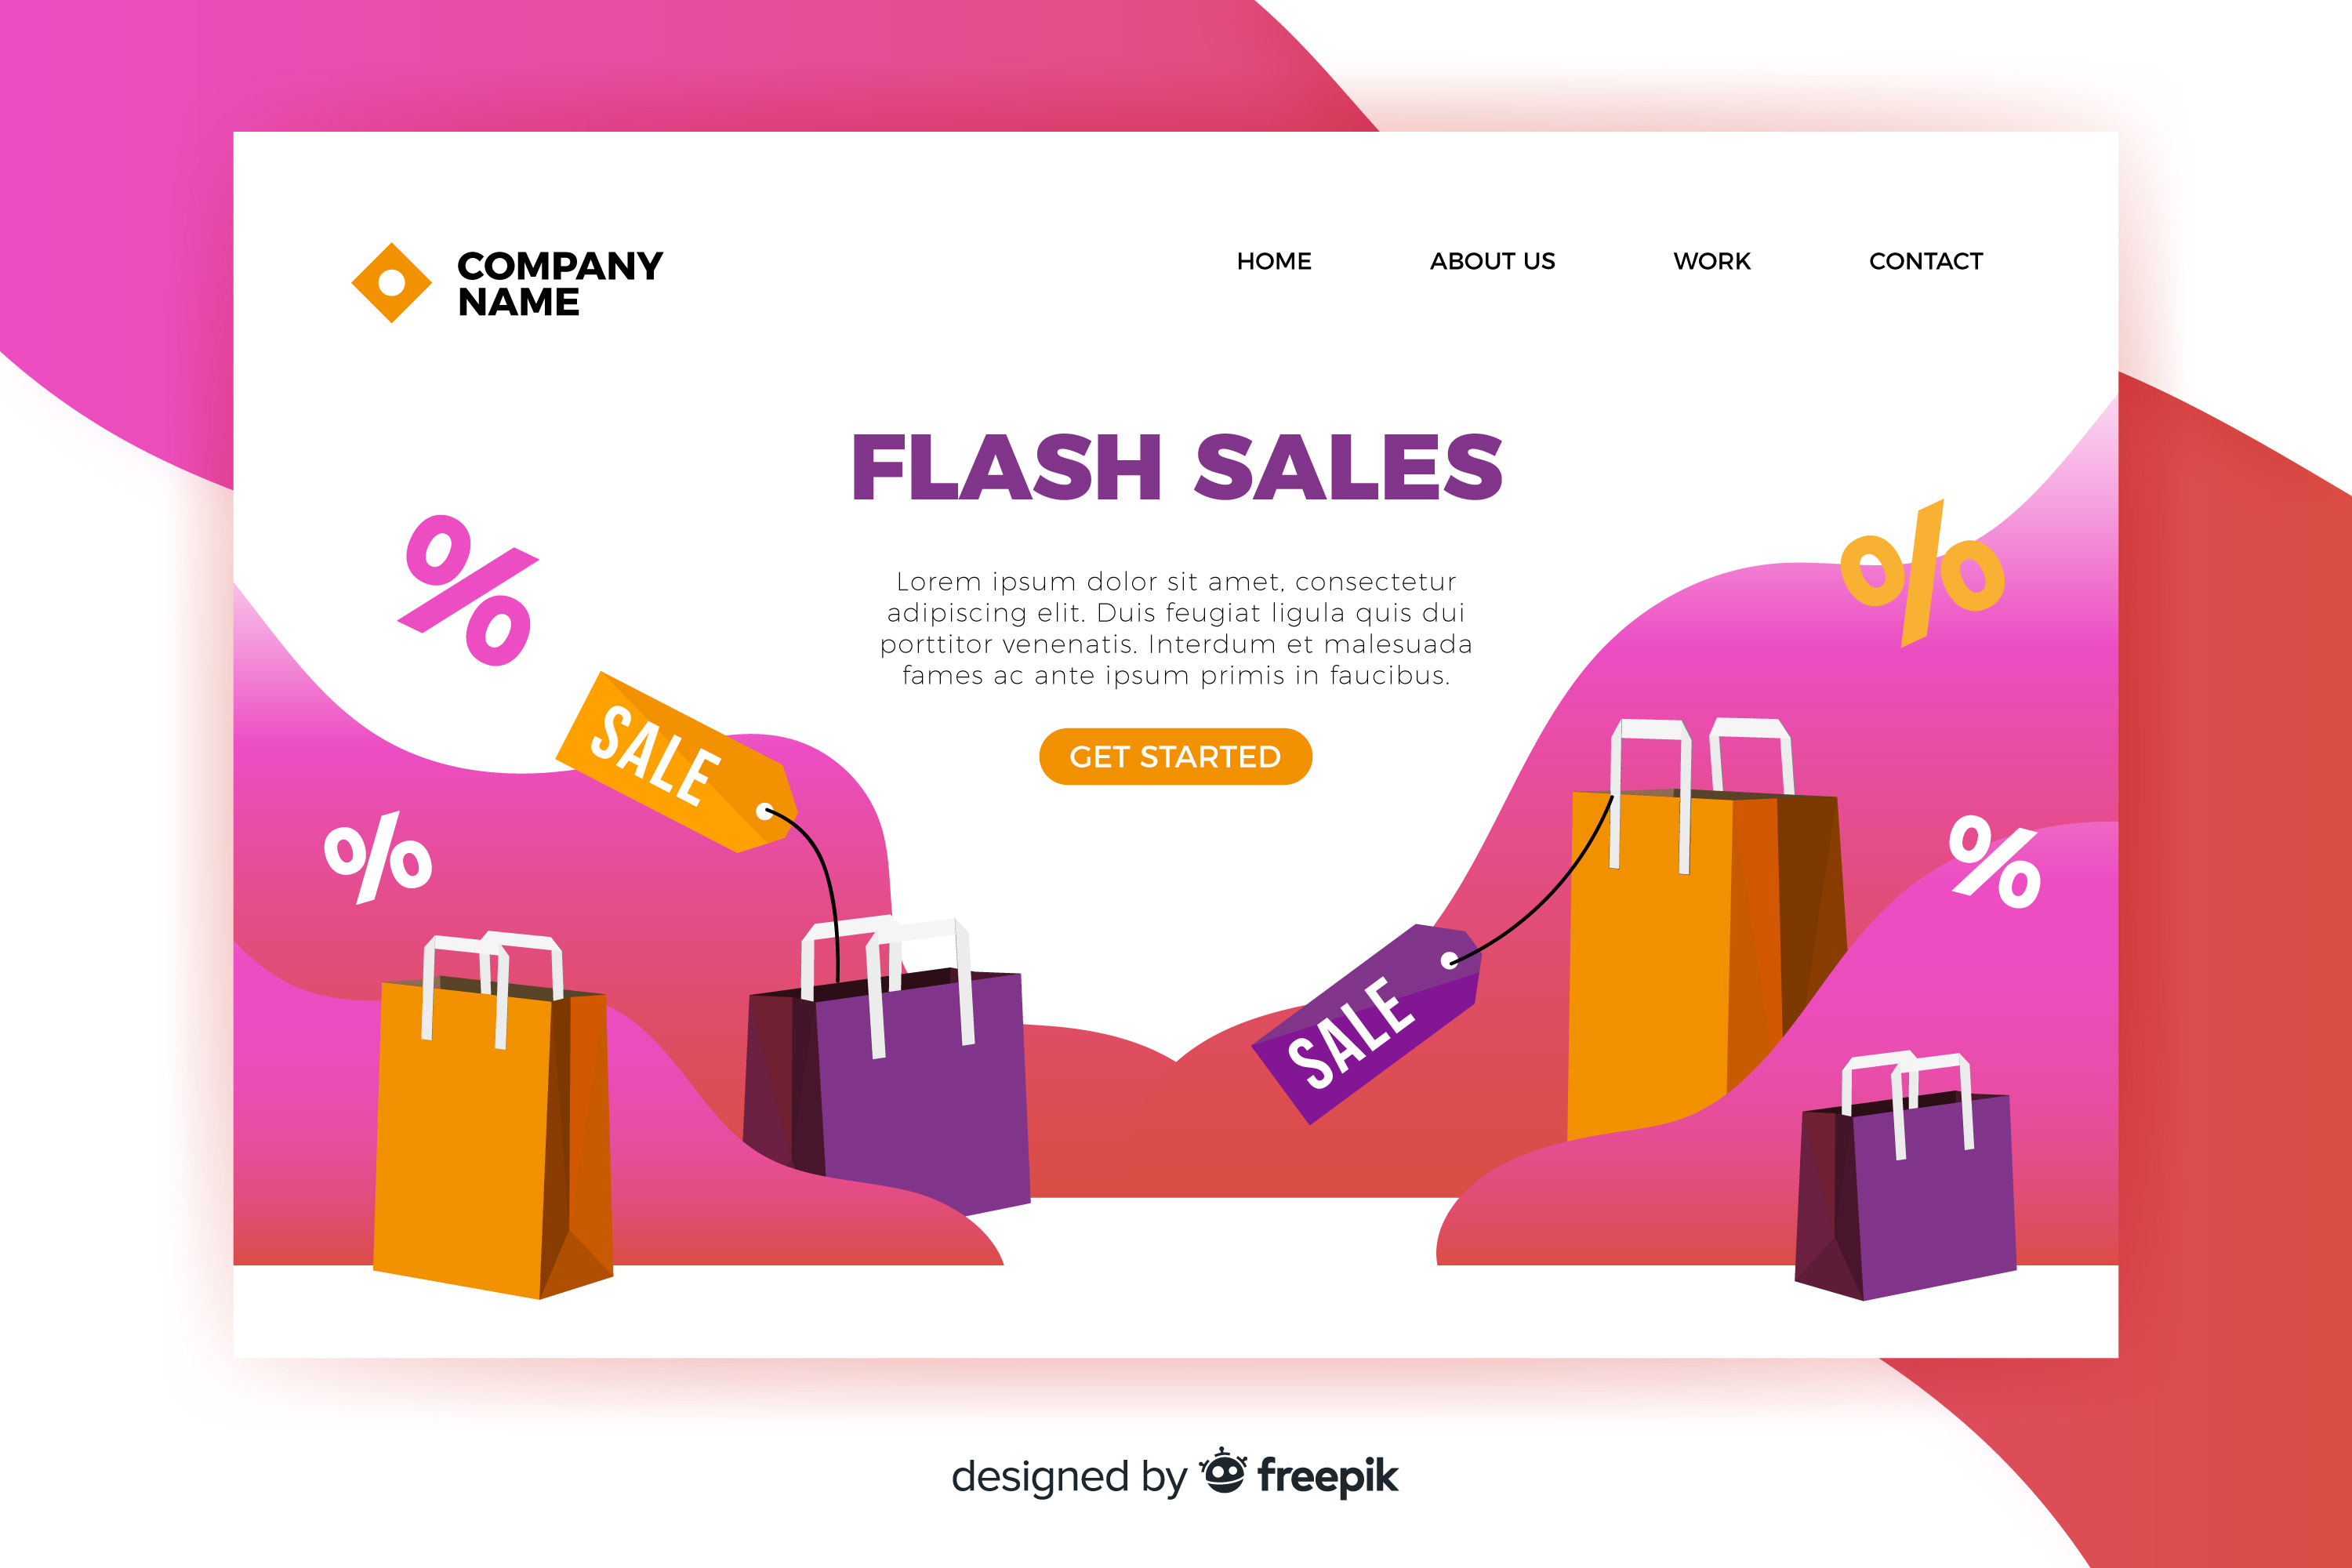 COMPANY
NAME
HOME ABOUT US WORK CONTACT
FLASH SALES
%
%
Lorem ipsum dolor sit amet, consectetur
adipiscing elit. Duis feugiat ligula quis dui
porttitor venenatis. Interdum et malesuada
fames ac ante ipsum primis in faucibus.
SALE
GET STARTED
%
%
SALE
designed by freepik